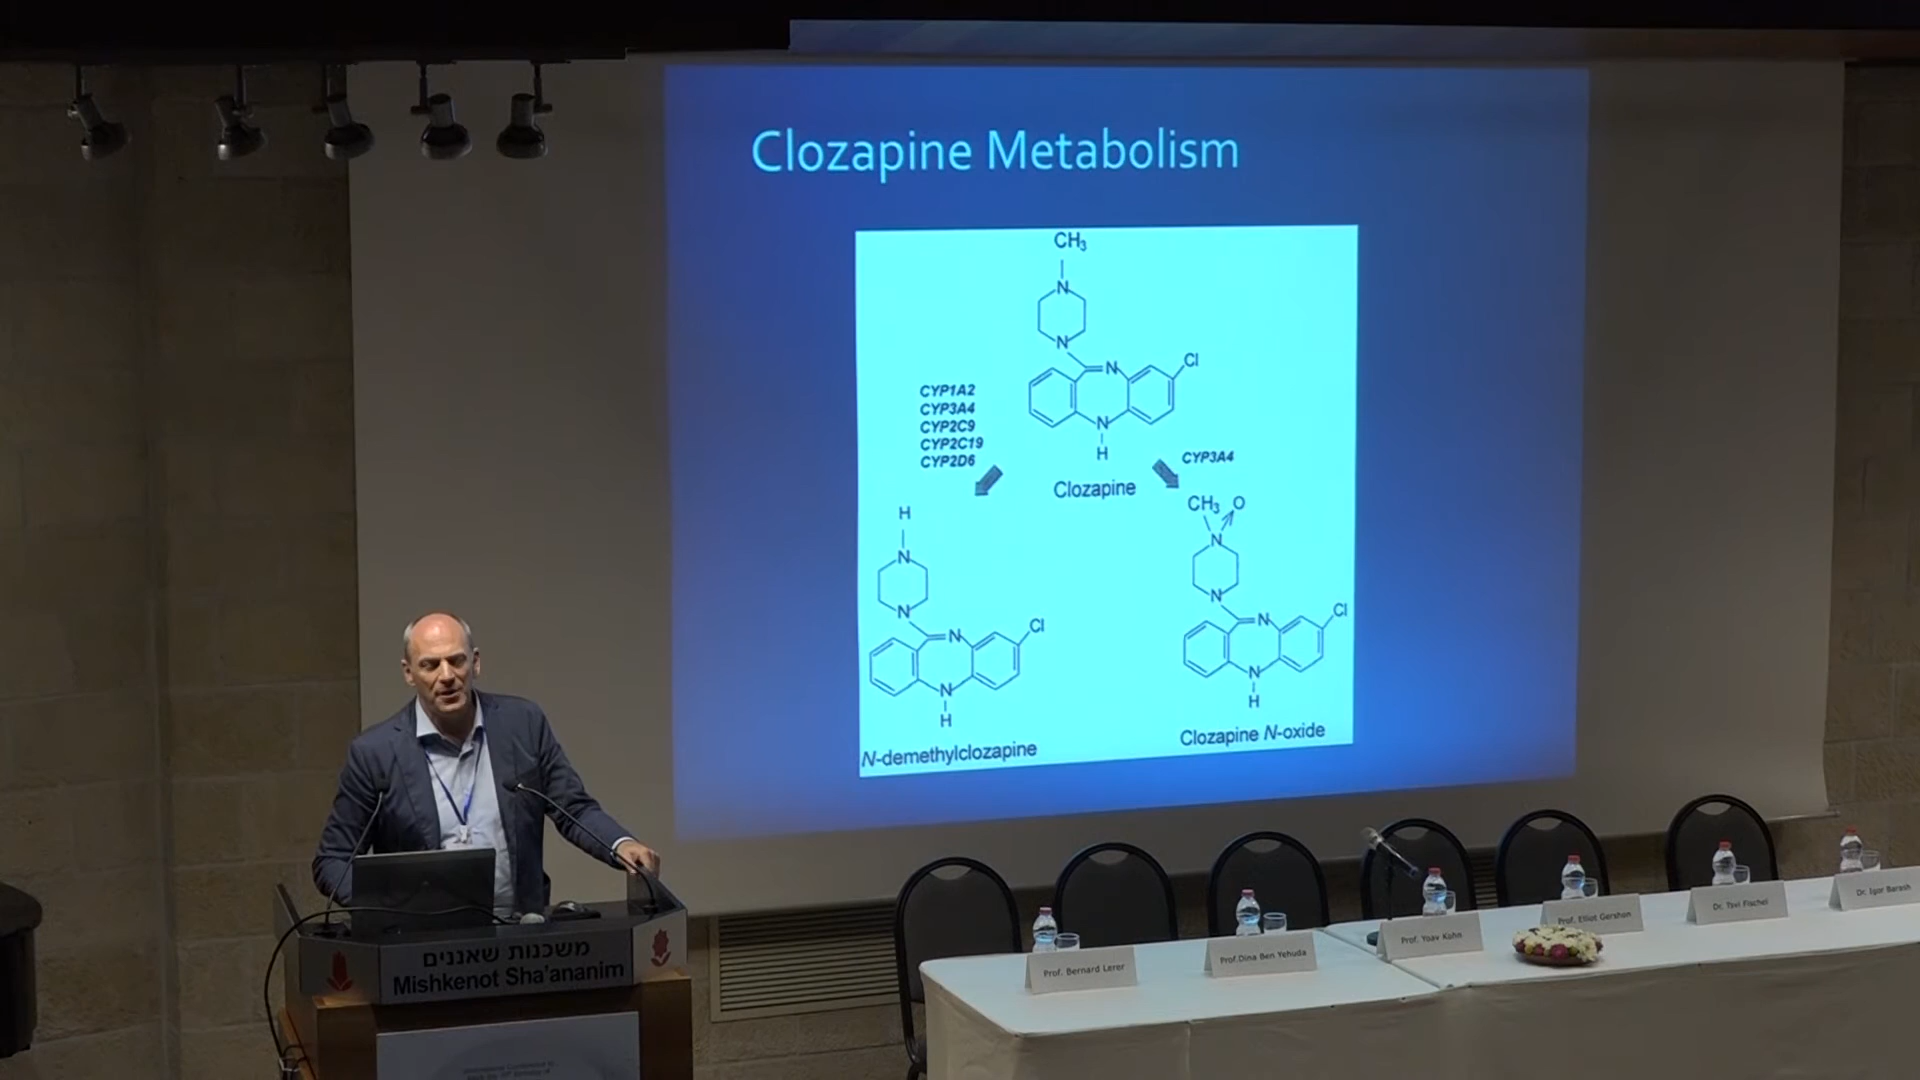 Clozapine Metabolism
CH3
N
N
N
Cl
N
H
CYP1A2
CYP3A4
CYP2C9
CYP2C19
CYP2D6
Clozapine
CYP3A4
H
N
N
N
Cl
N
H
N-demethylclozapine
CH3
O
N
N
N
Cl
N
H
Clozapine N-oxide
משכנות שאננים
Mishkenot Sha'ananim
Prof. Bernard Lerer
Prof.Dina Ben Yehuda
Prof. Yoav Kohn
Prof. Elliot Gershon
Dr. Tsvi Fischel
Dr. Igor Barash